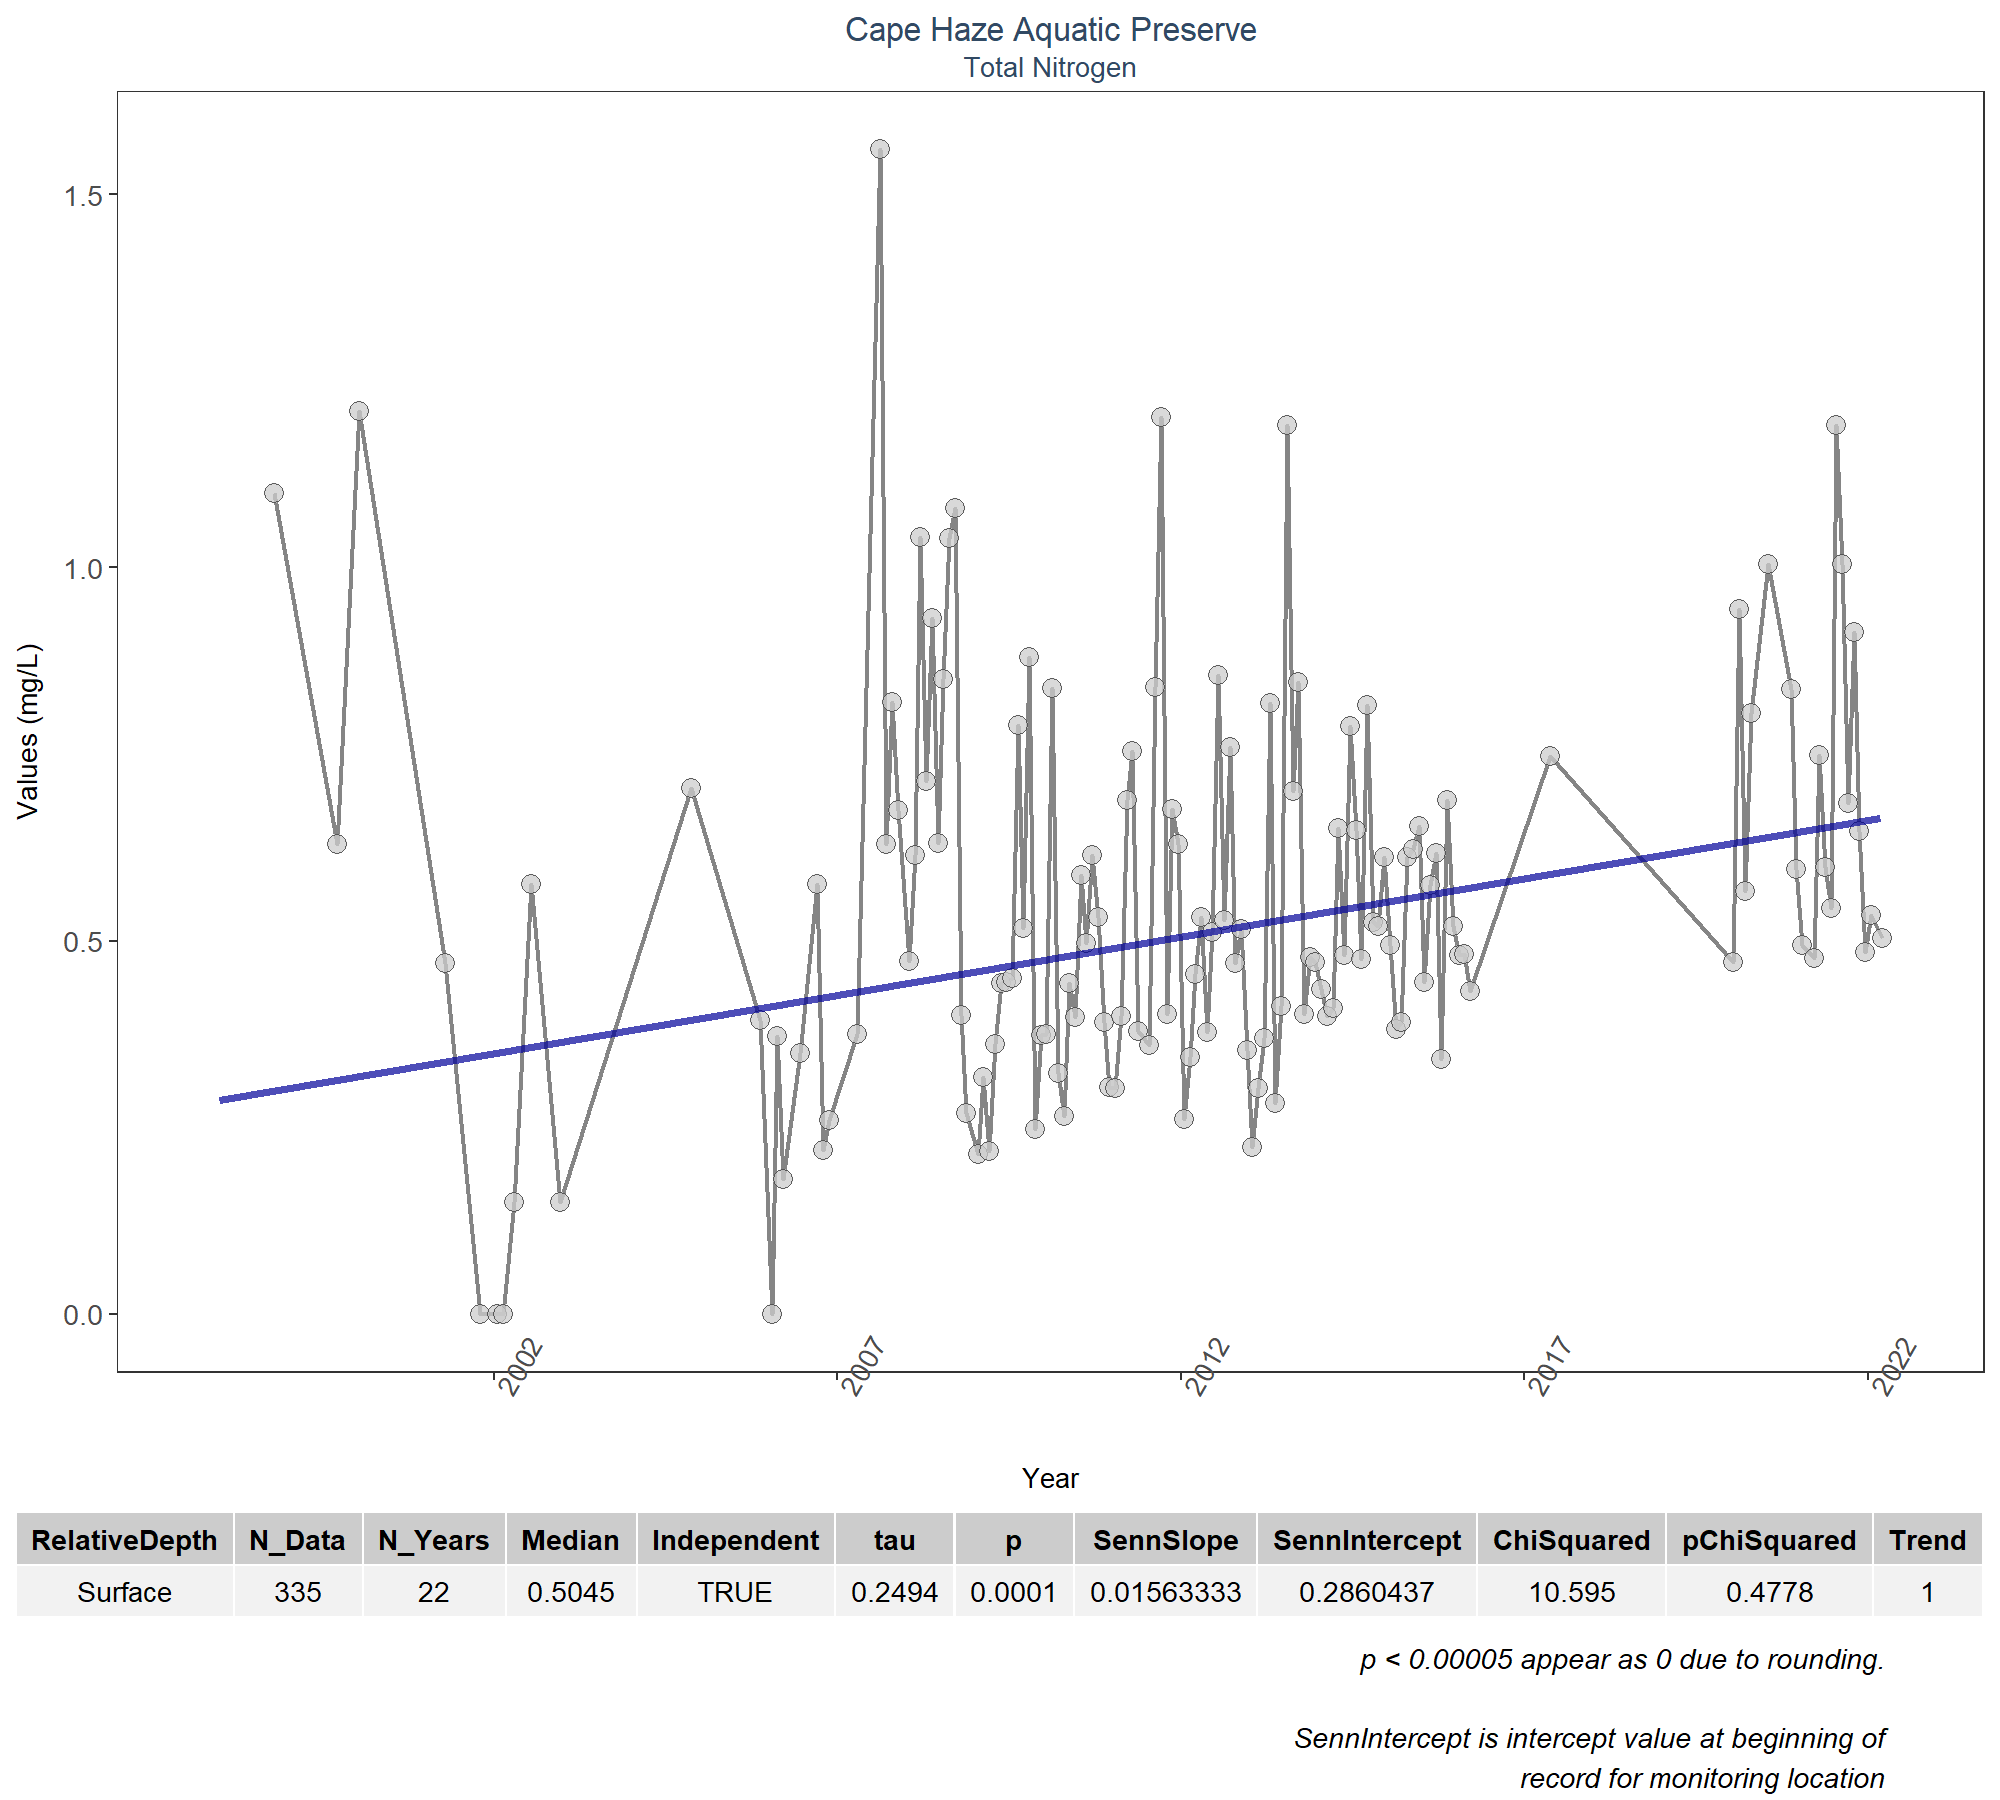 Cape Haze Aquatic Preserve
Total Nitrogen
Values (mg/L)
1.5
1.0
0.5
0.0
2002 2007 2012 2017 2022
Year
RelativeDepth N_Data N_Years Median Independent tau p SennSlope SennIntercept ChiSquared pChiSquared Trend
Surface 335 22 0.5045 TRUE 0.2494 0.0001 0.01563333 0.2860437 10.595 0.4778 1
p < 0.00005 appear as 0 due to rounding.
SennIntercept is intercept value at beginning of
record for monitoring location